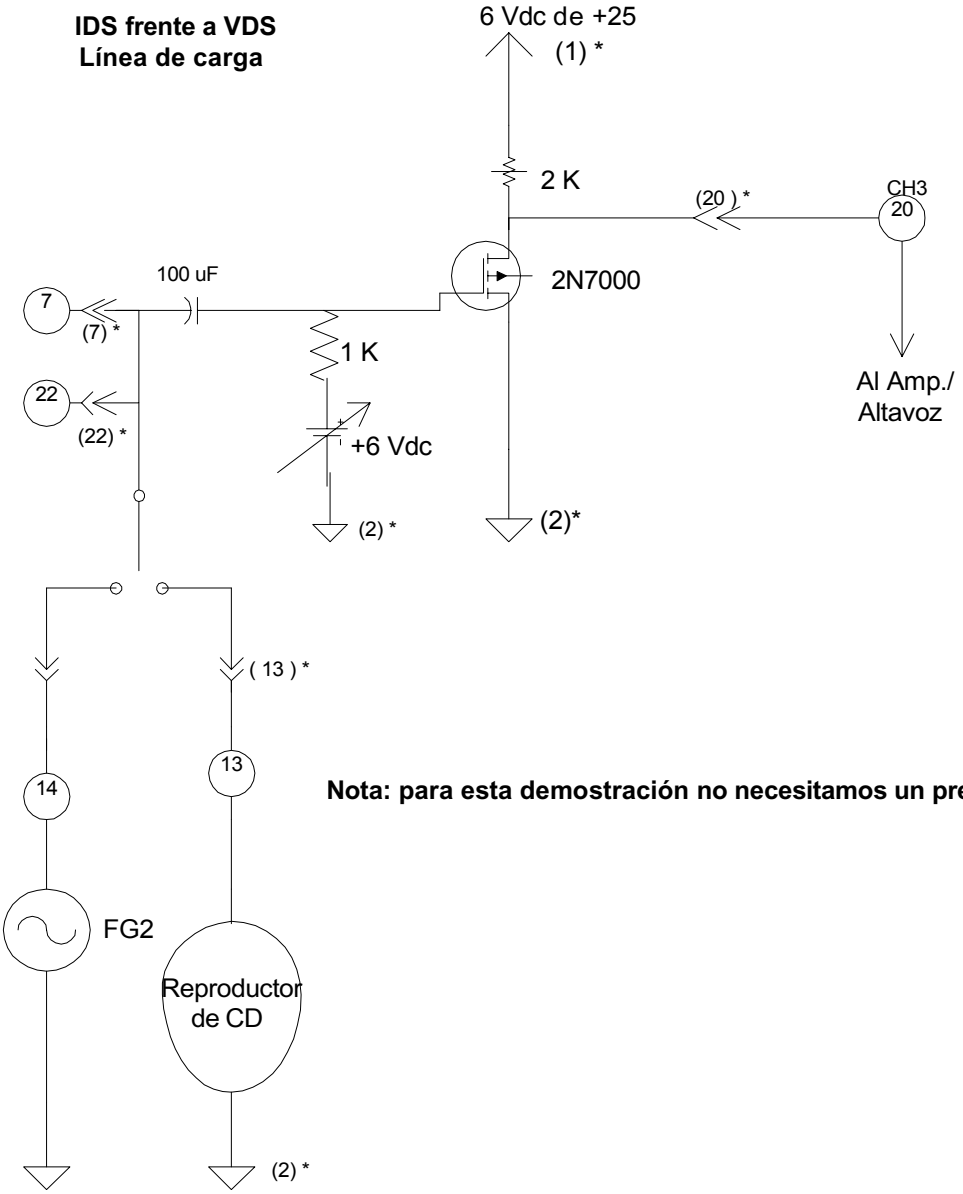 IDS frente a VDS
Línea de carga
6 Vdc de +25
(1) *
2 K
(20 ) *
CH3
20
2N7000
100 uF
7
(7) *
1 K
22
(22) *
+6 Vdc
(2) *
(2)*
Al Amp./
Altavoz
( 13 ) *
13
14
Nota: para esta demostración no necesitamos un pre
FG2
Reproductor
de CD
(2) *